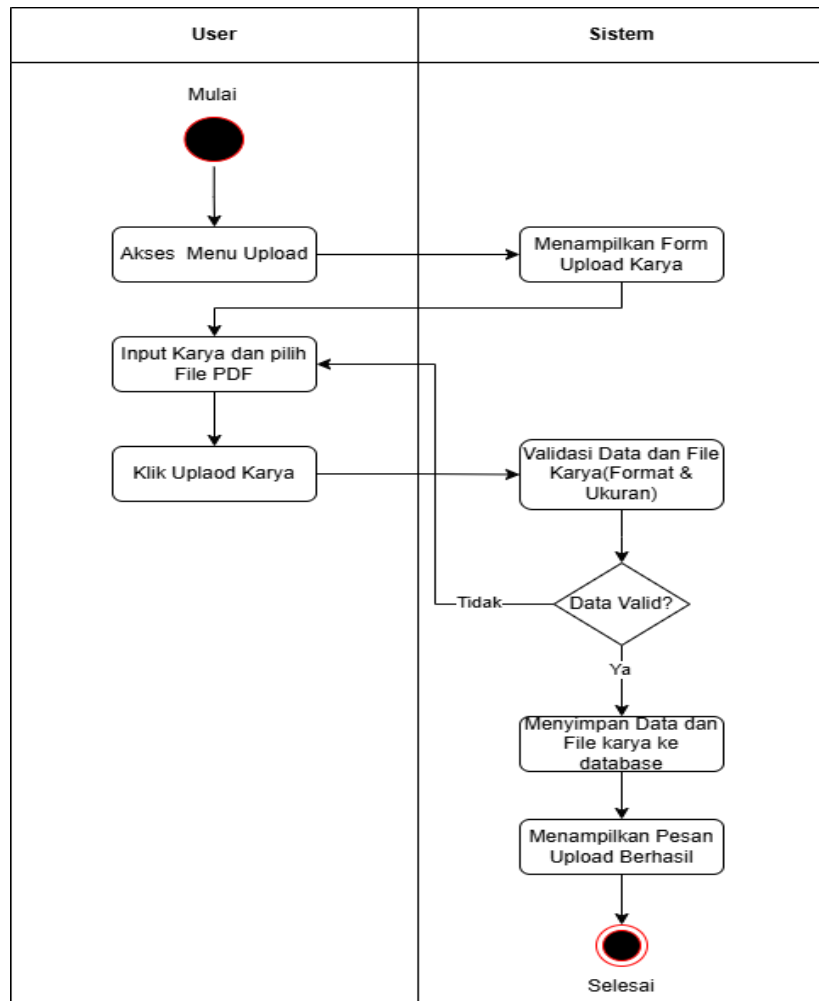 User
Sistem
Mulai
Akses  Menu Upload
Menampilkan Form
Upload Karya
Input Karya dan pilih
File PDF
Klik Uplaod Karya
Validasi Data dan File
Karya(Format &
Ukuran)
Data Valid?
Tidak
Ya
Menyimpan Data dan
File karya ke
database
Menampilkan Pesan
Upload Berhasil
Selesai